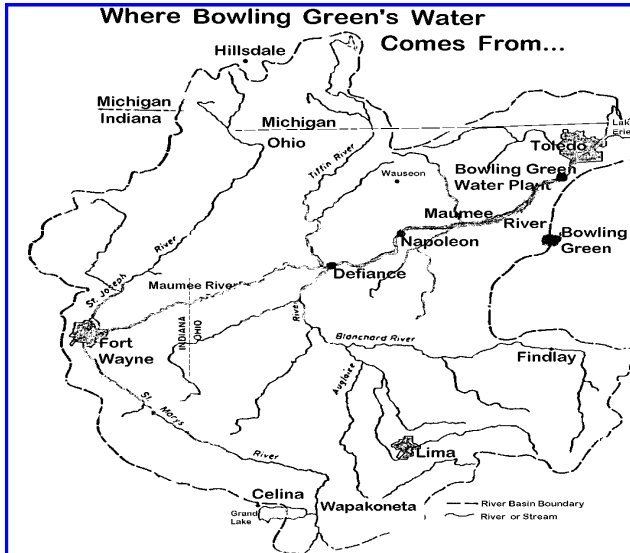 Where Bowling Green's Water
Comes From...
Hillsdale
Michigan
Indiana
Michigan
Ohio
Lake
Erie
Toledo
Tiffin River
Wauseon
Bowling Green
Water Plant
Maumee
River
Napoleon
Bowling
Green
Defiance
St. Joseph
River
Maumee River
River
INDIANA
OHIO
Fort
Wayne
Blanchard River
Findlay
Auglaize
St. Marys
River
Lima
Celina
Grand
Lake
Wapakoneta
River Basin Boundary
River or Stream